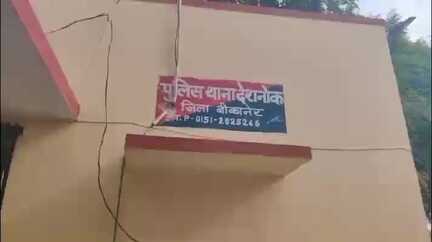 पुलिस थाना देशनोक
जिला बीकानेर
P-0151-2825246